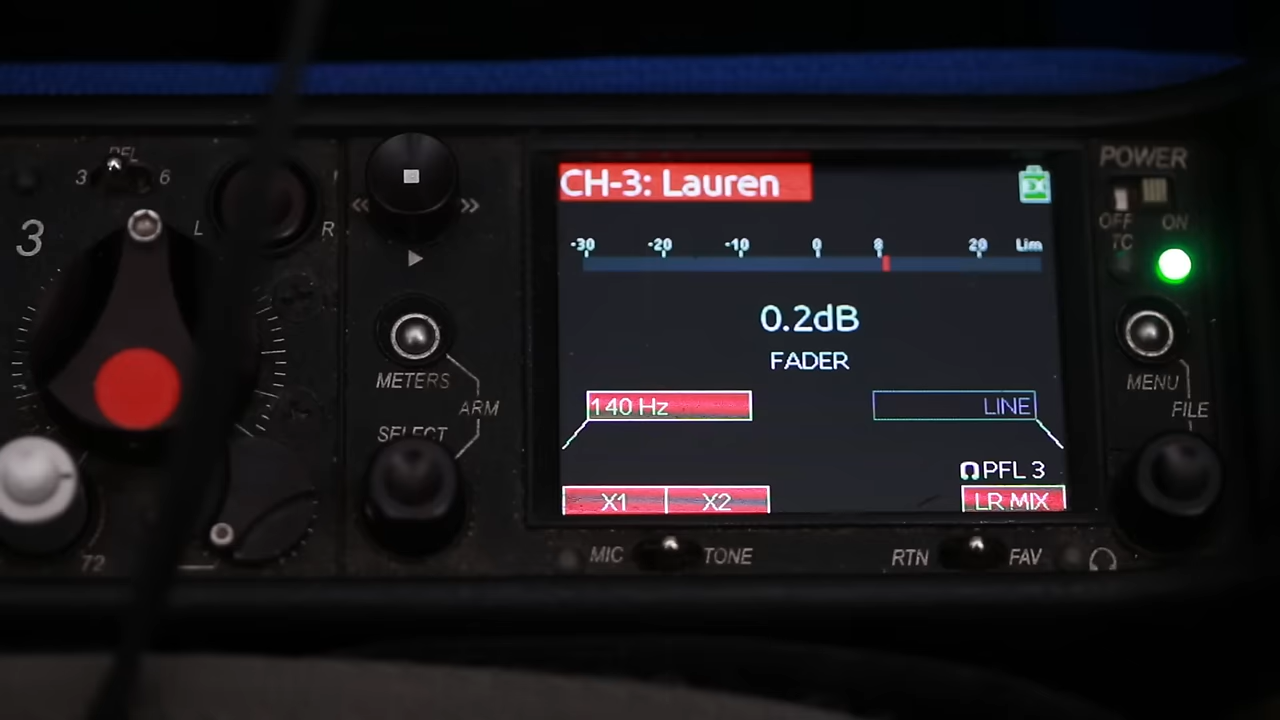 PFL
3 6
3
L R
72
METERS
ARM
SELECT
CH-3: Lauren
-30 -20 -10 0 8 20 Lim
0.2dB
FADER
140 Hz LINE
PFL 3
X1 X2 LR MIX
MIC TONE RTN FAV
POWER
OFF ON
TC
MENU
FILE